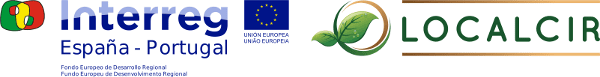 Interreg
España - Portugal
Fondo Europeo de Desarrollo Regional
Fundo Europeu de Desenvolvimento Regional
UNIÓN EUROPEA
UNIÃO EUROPEIA
LOCALCIR